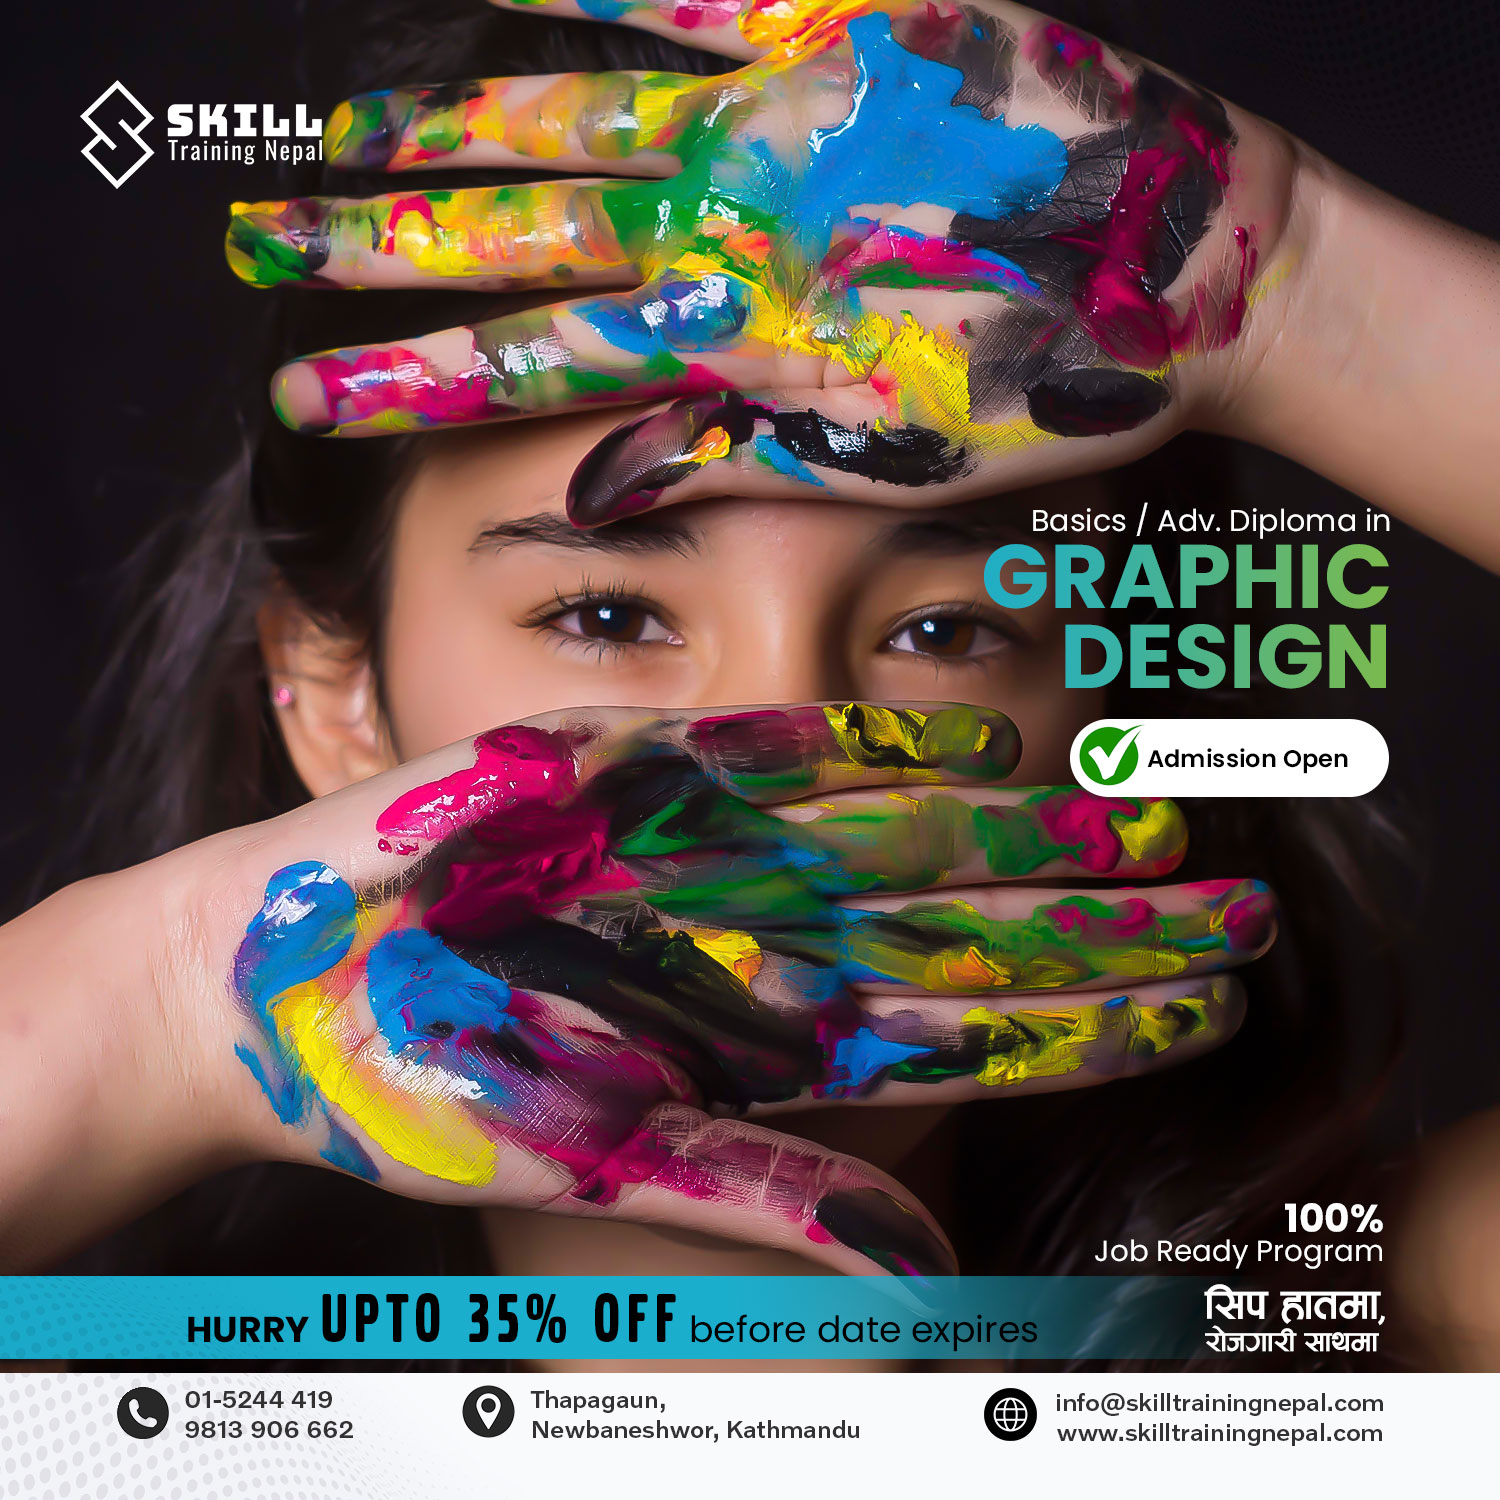 SKILL
Training Nepal
Basics / Adv. Diploma in
GRAPHIC
DESIGN
Admission Open
100%
Job Ready Program
सिप हातमा,
रोजगारी साथमा
HURRY UPTO 35% OFF before date expires
01-5244 419
9813 906 662
Thapagaun,
Newbaneshwor, Kathmandu
info@skilltrainingnepal.com
www.skilltrainingnepal.com